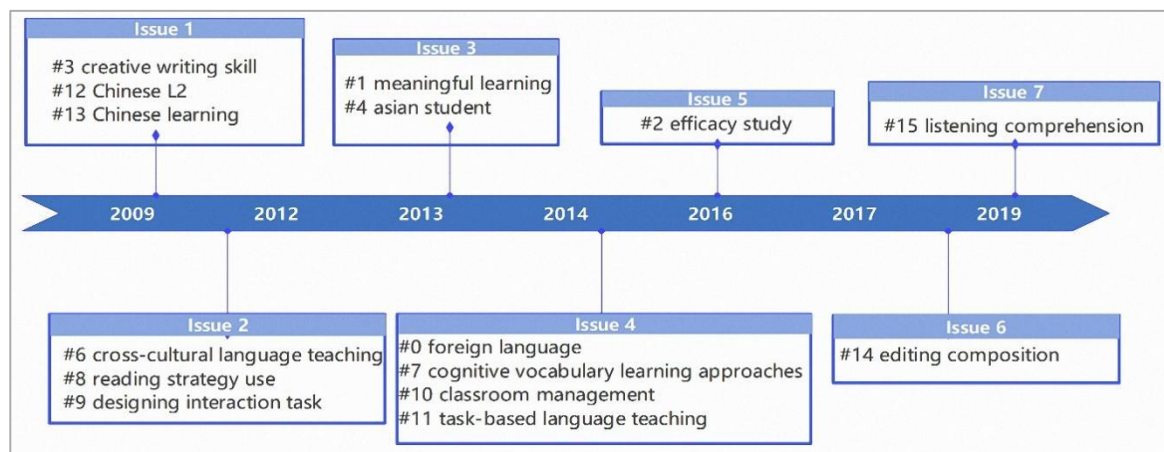 Issue 1
#3 creative writing skill
#12 Chinese L2
#13 Chinese learning
Issue 3
#1 meaningful learning
#4 asian student
Issue 5
#2 efficacy study
Issue 7
#15 listening comprehension
2009 2012 2013 2014 2016 2017 2019
Issue 2
#6 cross-cultural language teaching
#8 reading strategy use
#9 designing interaction task
Issue 4
#0 foreign language
#7 cognitive vocabulary learning approaches
#10 classroom management
#11 task-based language teaching
Issue 6
#14 editing composition